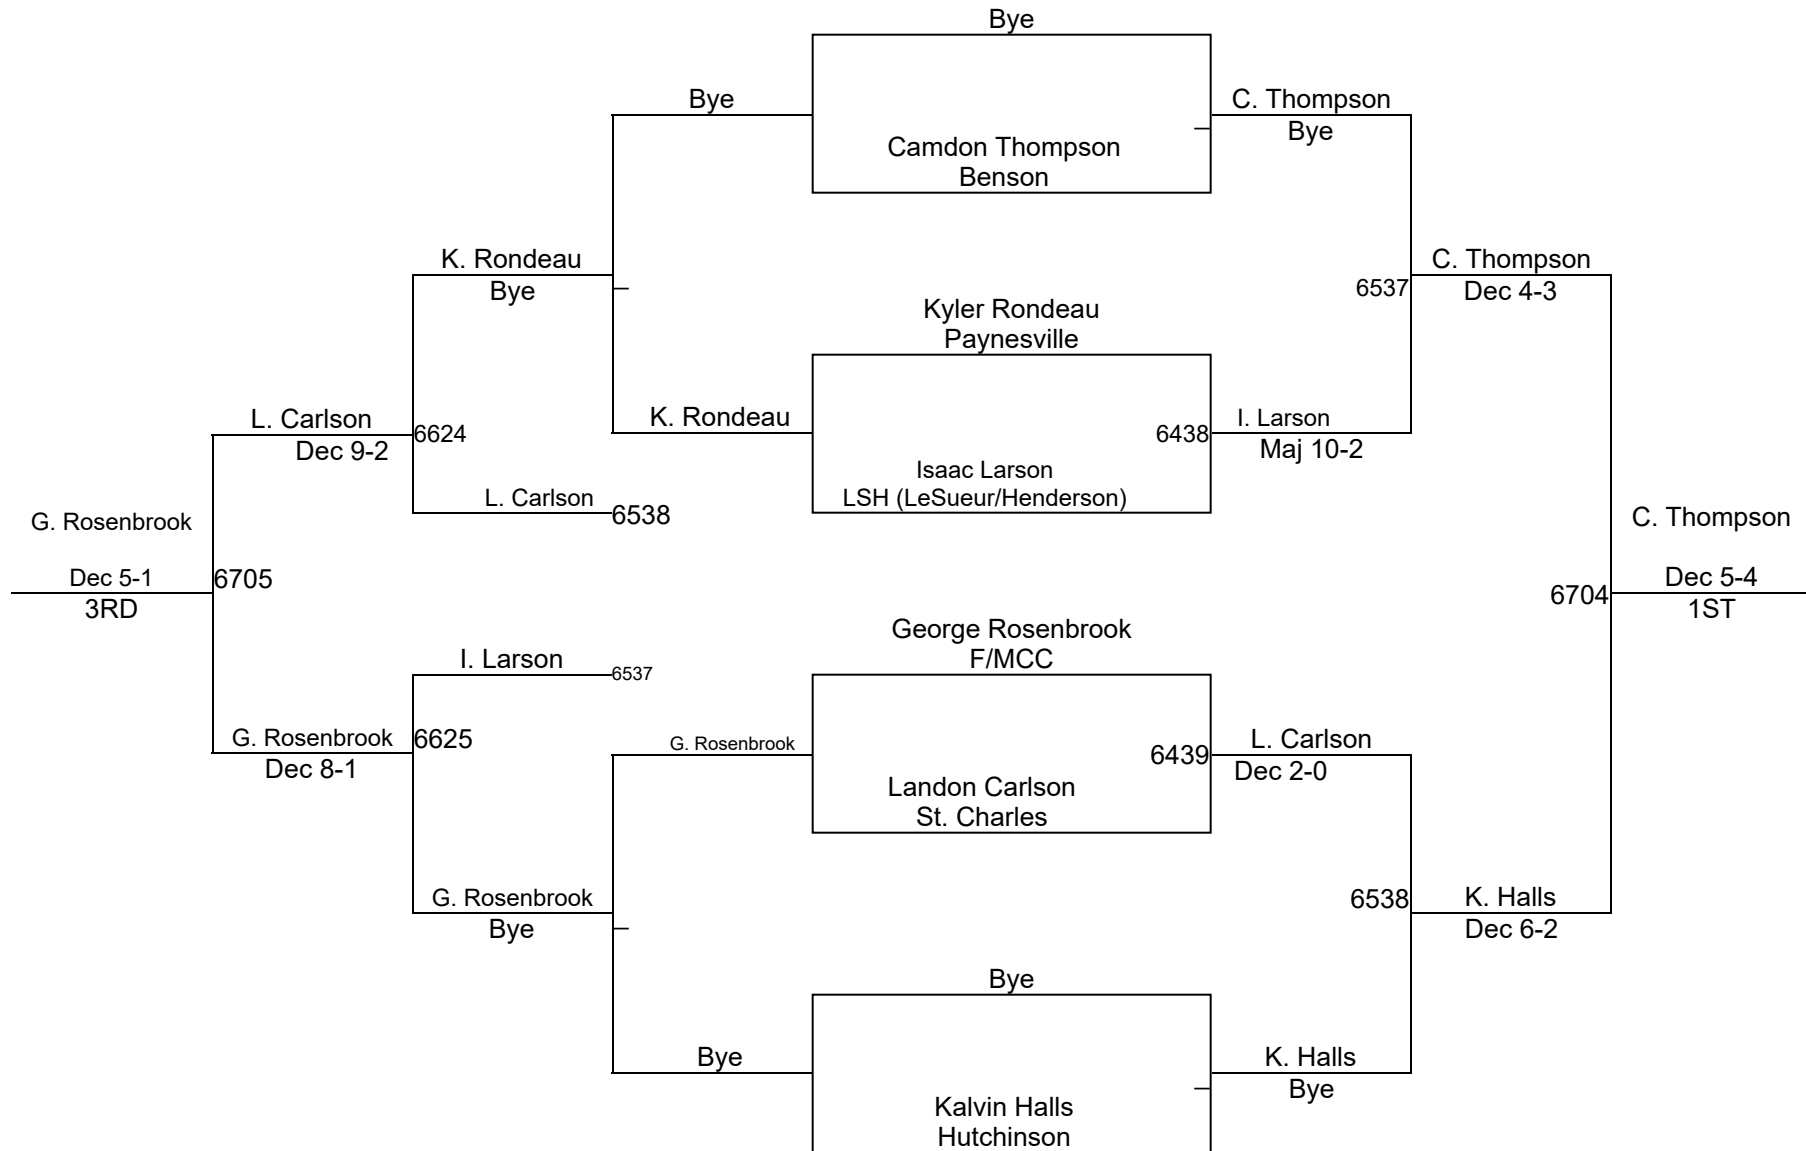 Bye
Bye
C. Thompson
Bye
Camdon Thompson
Benson
K. Rondeau
Bye
C. Thompson
6537
Dec 4-3
Kyler Rondeau
Paynesville
L. Carlson
6624
Dec 9-2
K. Rondeau
6438
I. Larson
Maj 10-2
Isaac Larson
LSH (LeSueur/Henderson)
L. Carlson
6538
G. Rosenbrook
C. Thompson
Dec 5-1
6705
3RD
6704
Dec 5-4
1ST
George Rosenbrook
F/MCC
I. Larson
6537
G. Rosenbrook
6625
Dec 8-1
G. Rosenbrook
6439
L. Carlson
Dec 2-0
Landon Carlson
St. Charles
G. Rosenbrook
Bye
6538
K. Halls
Dec 6-2
Bye
Bye
K. Halls
Bye
Kalvin Halls
Hutchinson